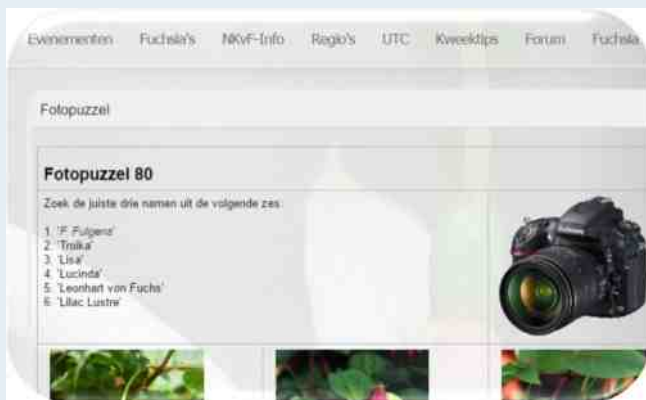 Evenementen Fuchsia's NKvF-Info Regio's UTC Kweektips Forum Fuchsia
Fotopuzzel
Fotopuzzel 80
Zoek de juiste drie namen uit de volgende zes:
1. 'F. Fulgens'
2. 'Troika'
3. 'Lisa'
4. 'Lucinda'
5. 'Leonhart von Fuchs'
6. 'Lilac Lustre'